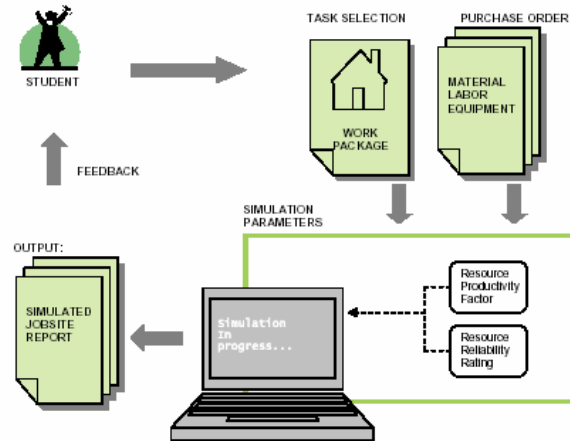 TASK SELECTION
PURCHASE ORDER
STUDENT
WORK
PACKAGE
MATERIAL
LABOR
EQUIPMENT
FEEDBACK
SIMULATION
PARAMETERS
OUTPUT:
SIMULATED
JOBSITE
REPORT
Simulation
In
progress...
Resource
Productivity
Factor
Resource
Reliability
Rating